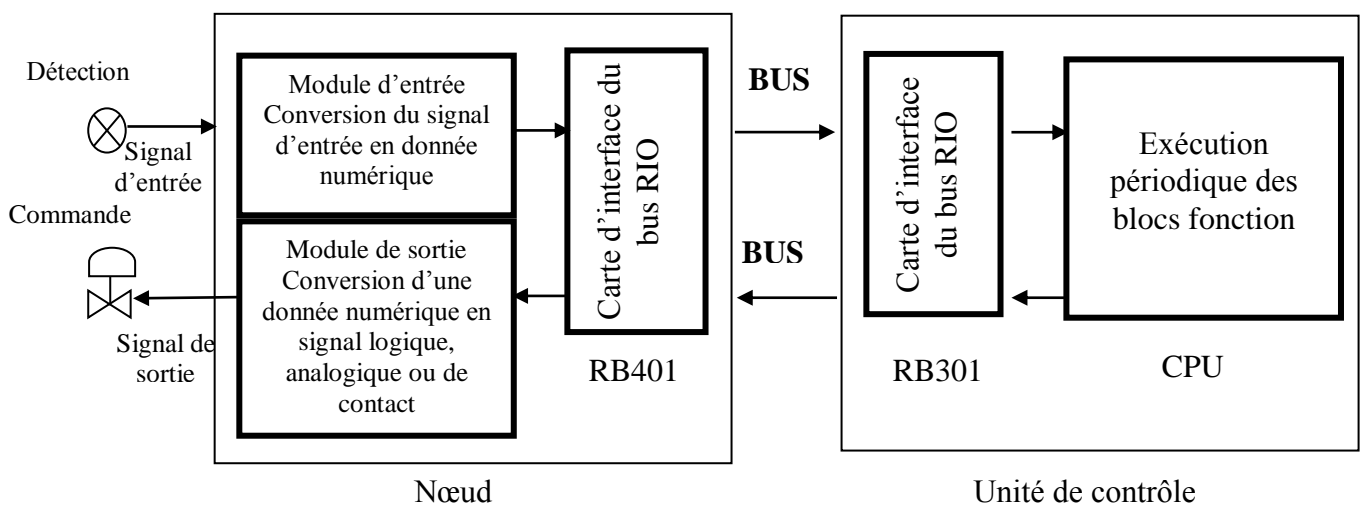 Détection
Signal
d'entrée
Commande
Signal de
sortie
Module d'entrée
Conversion du signal
d'entrée en donnée
numérique
Module de sortie
Conversion d'une
donnée numérique en
signal logique,
analogique ou de
contact
Carte d'interface du
bus RIO
RB401
Nœud
BUS
BUS
Carte d'interface
du bus RIO
RB301
Exécution
périodique des
blocs fonction
CPU
Unité de contrôle